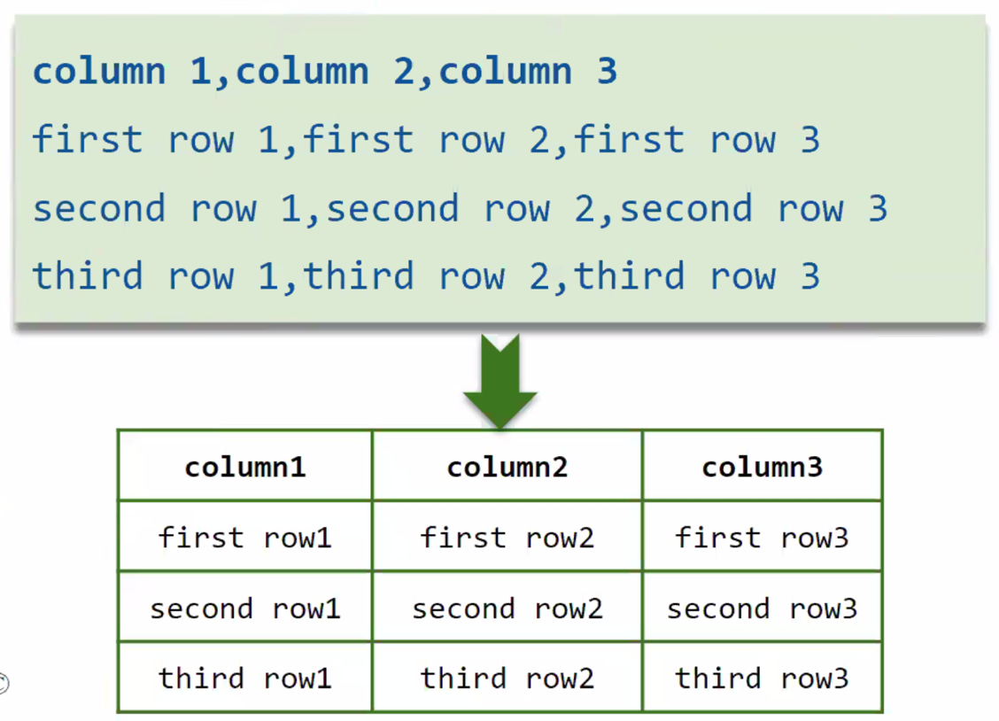 column 1,column 2,column 3
first row 1,first row 2,first row 3
second row 1,second row 2,second row 3
third row 1,third row 2,third row 3
column1 column2 column3
first row1 first row2 first row3
second row1 second row2 second row3
third row1 third row2 third row3
©